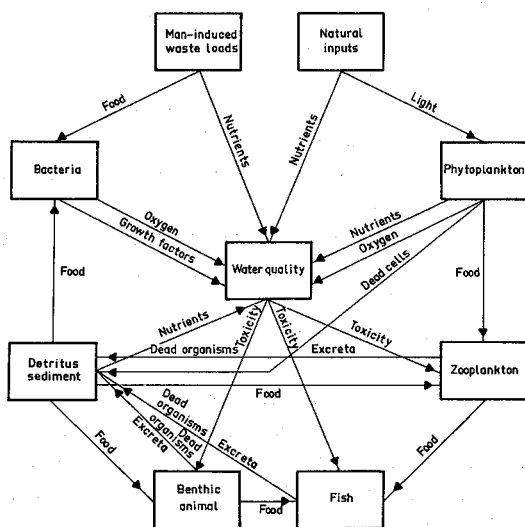 Man-induced
waste loads
Natural
inputs
Food
Light
Nutrients
Nutrients
Bacteria
Phytoplankton
Oxygen
Growth factors
Nutrients
Oxygen
Dead cells
Water quality
Food
Food
Nutrients
Toxicity
Toxicity
Toxicity
Dead organisms
Excreta
Detritus
sediment
Zooplankton
Food
Dead
organisms
Dead
organisms
Excreta
Excreta
Food
Food
Benthic
animal
Food
Fish